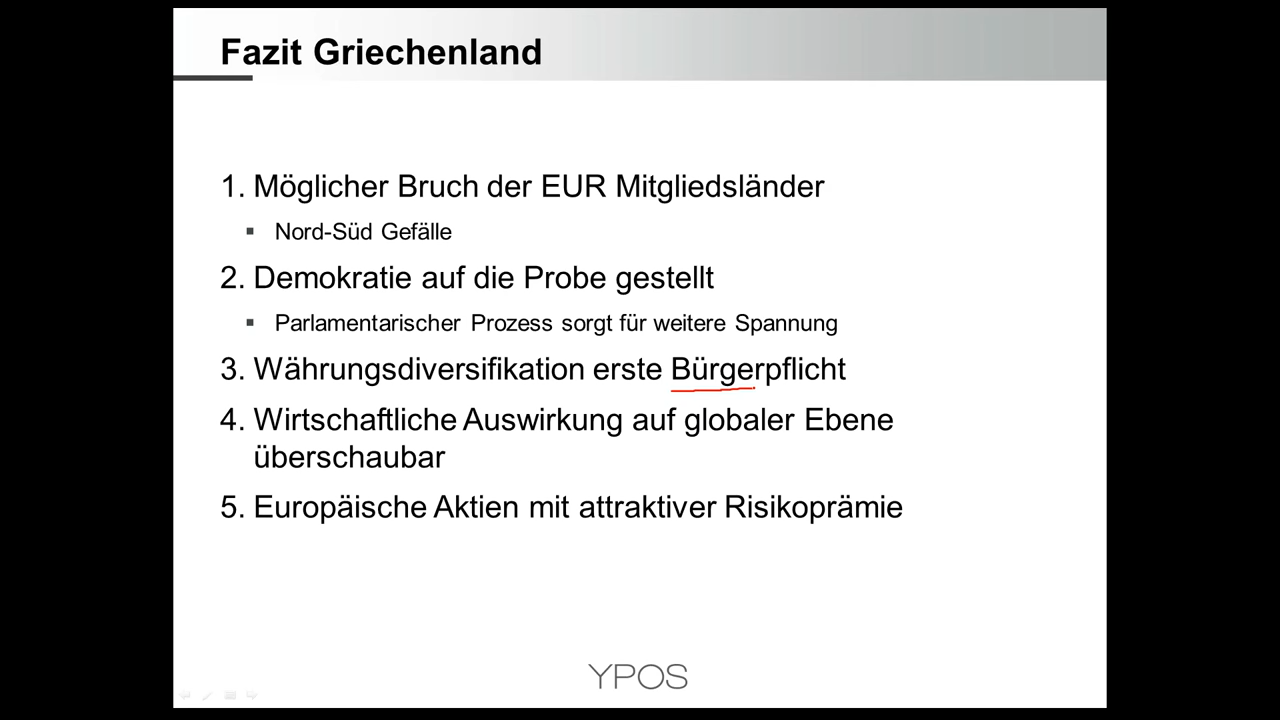 Fazit Griechenland
1. Möglicher Bruch der EUR Mitgliedsländer
▪ Nord-Süd Gefälle
2. Demokratie auf die Probe gestellt
▪ Parlamentarischer Prozess sorgt für weitere Spannung
3. Währungsdiversifikation erste Bürgerpflicht
4. Wirtschaftliche Auswirkung auf globaler Ebene
überschaubar
5. Europäische Aktien mit attraktiver Risikoprämie
YPOS